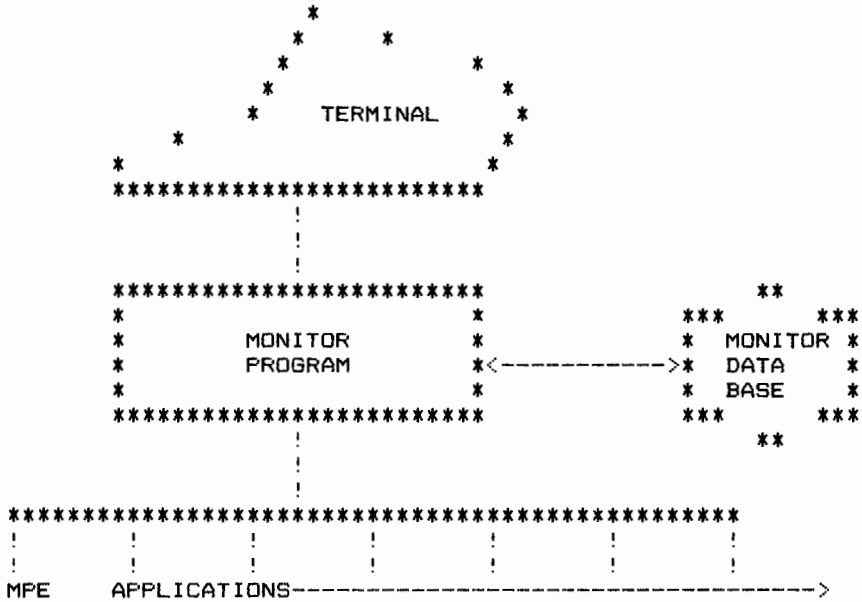 TERMINAL
MONITOR
PROGRAM
MONITOR
DATA
BASE
MPE APPLICATIONS